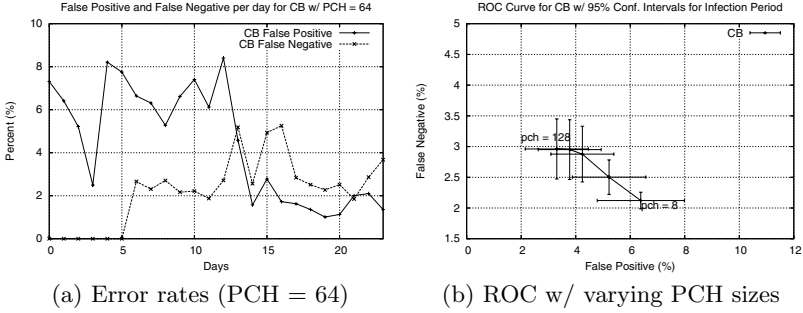 False Positive and False Negative per day for CB w/ PCH = 64
CB False Positive
CB False Negative
Percent (%)
10
8
6
4
2
0
0 5 10 15 20
Days
(a) Error rates (PCH = 64)
ROC Curve for CB w/ 95% Conf. Intervals for Infection Period
CB
False Negative (%)
5
4.5
4
3.5
3
2.5
2
1.5
pch = 128
pch = 8
0 2 4 6 8 10 12
False Positive (%)
(b) ROC w/ varying PCH sizes